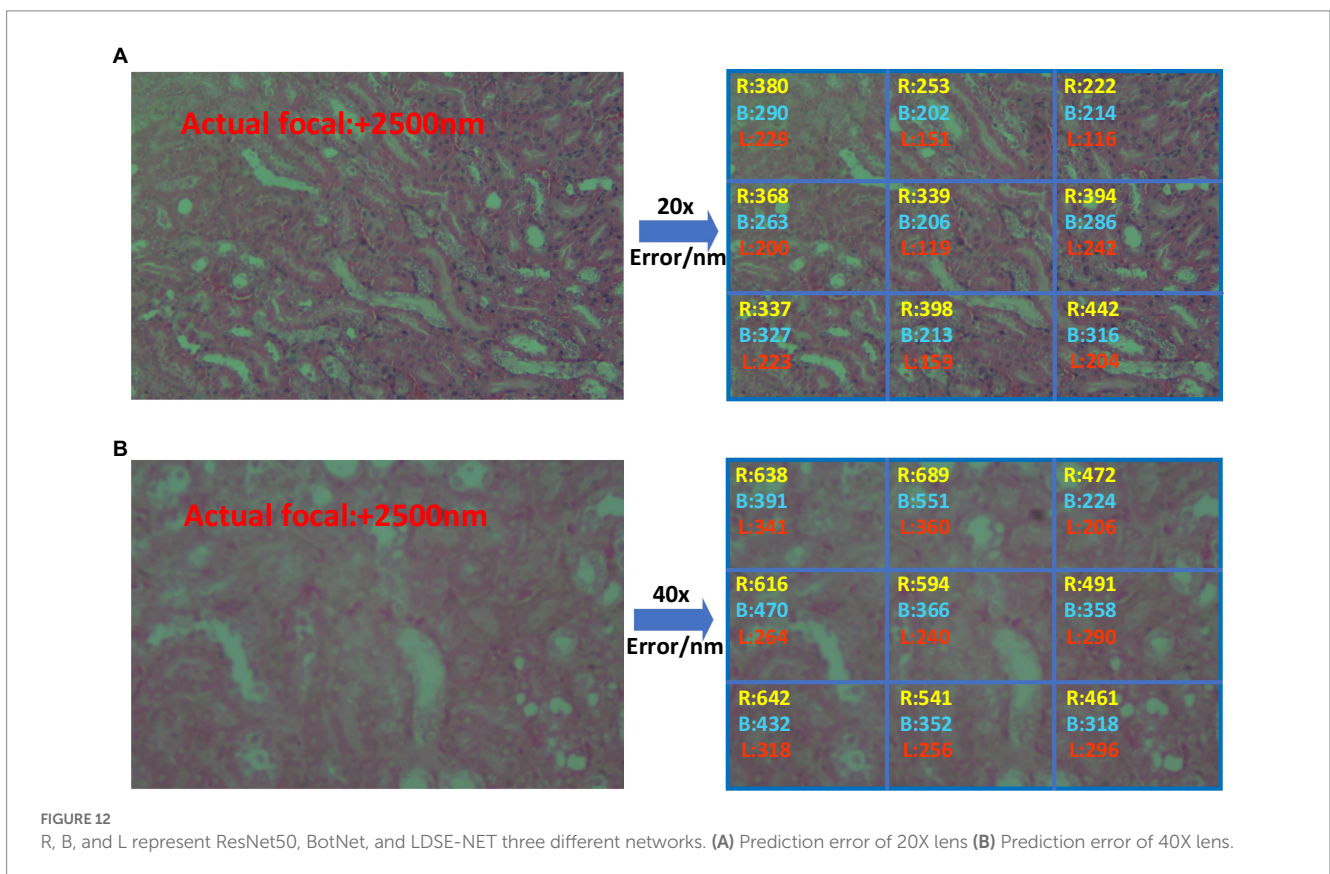 A
Actual focal:+2500nm
20x
Error/nm
R:380
B:290
L:229
R:253
B:202
L:151
R:222
B:214
L:116
R:368
B:263
L:200
R:339
B:206
L:119
R:394
B:286
L:242
R:337
B:327
L:223
R:398
B:213
L:159
R:442
B:316
L:204
B
Actual focal:+2500nm
40x
Error/nm
R:638
B:391
L:341
R:689
B:551
L:360
R:472
B:224
L:206
R:616
B:470
L:264
R:594
B:366
L:240
R:491
B:358
L:290
R:642
B:432
L:318
R:541
B:352
L:256
R:461
B:318
L:296
FIGURE 12
R, B, and L represent ResNet50, BotNet, and LDSE-NET three different networks. (A) Prediction error of 20X lens (B) Prediction error of 40X lens.